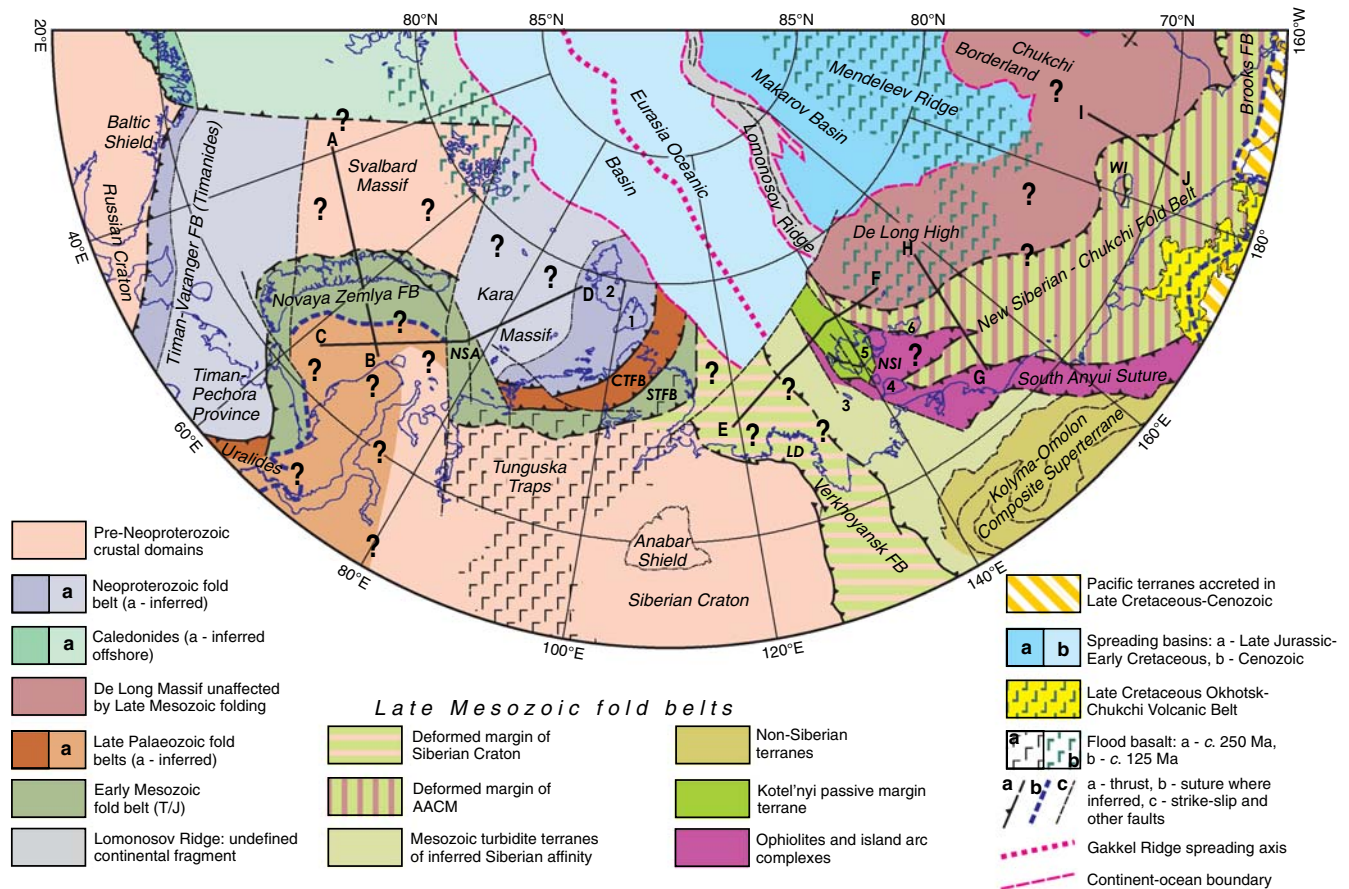 20°E
80°N
85°N
85°N
80°N
70°N
160°W
Baltic
Shield
Russian Craton
40°E
Timan-Varanger FB (Timanides)
Timan-
Pechora
Province
60°E
Uralides
?
A
Svalbard
Massif
?
?
Novaya Zemlya FB
C
?
B
?
?
?
NSA
?
?
?
80°E
?
Kara
Massif
?
D
2
1
CTFB
STFB
Eurasia Oceanic
Basin
Lomonosov Ridge
Makarov Basin
Mendeleev Ridge
Chukchi
Borderland
?
I
J
WI
Brooks FB
180°
De Long High
H
F
?
?
New Siberian - Chukchi Fold Belt
6
5
NSI
?
4
G
South Anyui Suture
160°E
3
?
?
E
?
?
LD
Verkhoyansk FB
Kolyma-Omolon
Composite Superterrane
140°E
Tunguska
Traps
Anabar
Shield
Siberian Craton
100°E
120°E
Pre-Neoproterozoic
crustal domains
a
Neoproterozoic fold
belt (a - inferred)
a
Caledonides (a - inferred
offshore)
De Long Massif unaffected
by Late Mesozoic folding
a
Late Palaeozoic fold
belts (a - inferred)
Early Mesozoic
fold belt (T/J)
Lomonosov Ridge: undefined
continental fragment
Late Mesozoic fold belts
Deformed margin of
Siberian Craton
Deformed margin of
AACM
Mesozoic turbidite terranes
of inferred Siberian affinity
Non-Siberian
terranes
Kotel'nyi passive margin
terrane
Ophiolites and island arc
complexes
Pacific terranes accreted in
Late Cretaceous-Cenozoic
a b
Spreading basins: a - Late Jurassic-
Early Cretaceous, b - Cenozoic
Late Cretaceous Okhotsk-
Chukchi Volcanic Belt
a b
Flood basalt: a - c. 250 Ma,
b - c. 125 Ma
a b c
a - thrust, b - suture where
inferred, c - strike-slip and
other faults
Gakkel Ridge spreading axis
Continent-ocean boundary